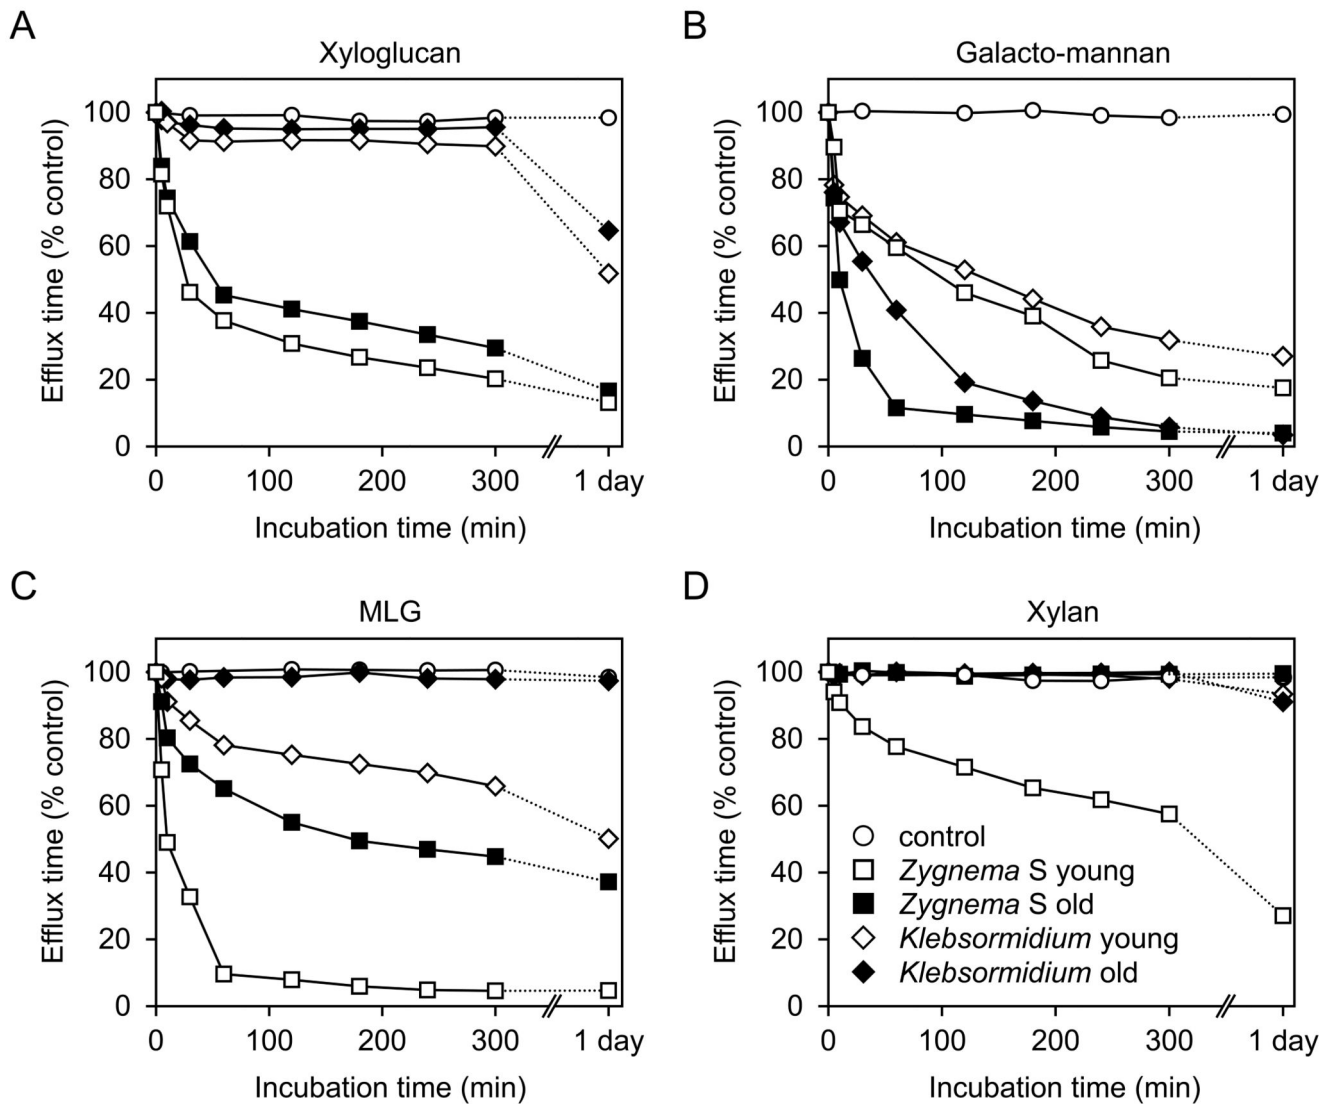 A
Xyloglucan
Efflux time (% control)
100
80
60
40
20
0
0 100 200 300 1 day
Incubation time (min)
B
Galacto-mannan
Efflux time (% control)
100
80
60
40
20
0
0 100 200 300 1 day
Incubation time (min)
C
MLG
Efflux time (% control)
100
80
60
40
20
0
0 100 200 300 1 day
Incubation time (min)
D
Xylan
Efflux time (% control)
100
80
60
40
20
0
control
Zygnema S young
Zygnema S old
Klebsormidium young
Klebsormidium old
0 100 200 300 1 day
Incubation time (min)